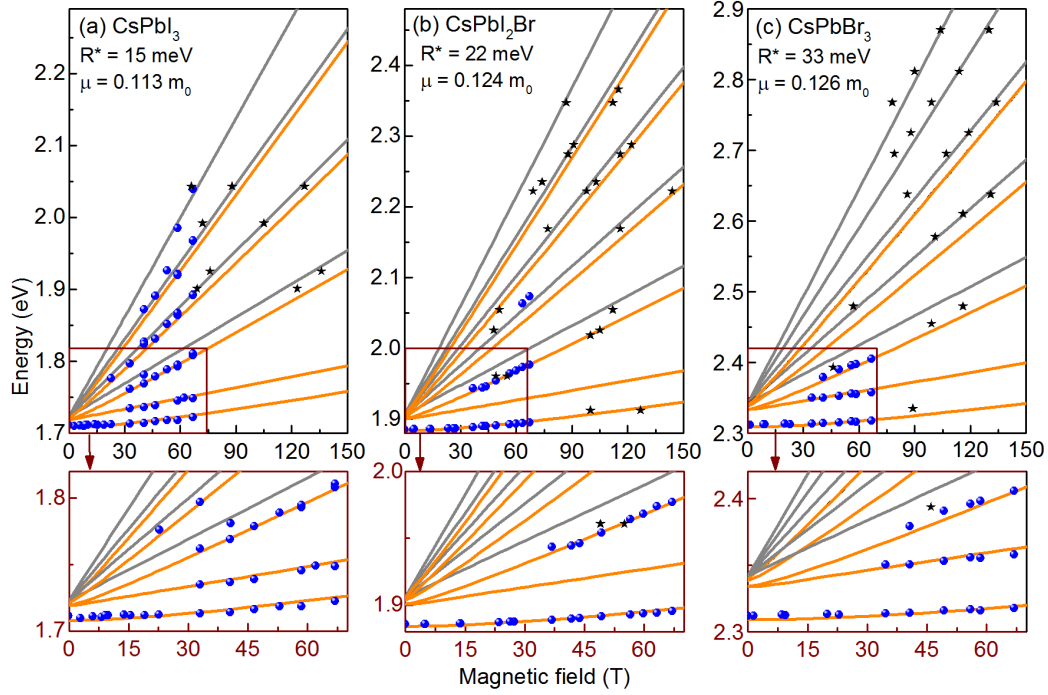 (a) CsPbI3
R* = 15 meV
μ = 0.113 m0
(b) CsPbI2Br
R* = 22 meV
μ = 0.124 m0
(c) CsPbBr3
R* = 33 meV
μ = 0.126 m0
Energy (eV)
2.2
2.1
2.0
1.9
1.8
1.7
0 30 60 90 120 150
2.4
2.3
2.2
2.1
2.0
1.9
0 30 60 90 120 150
2.8
2.7
2.6
2.5
2.4
2.3
0 30 60 90 120 150
1.8
1.7
0 15 30 45 60
2.0
1.9
0 15 30 45 60
2.4
2.3
0 15 30 45 60
Magnetic field (T)